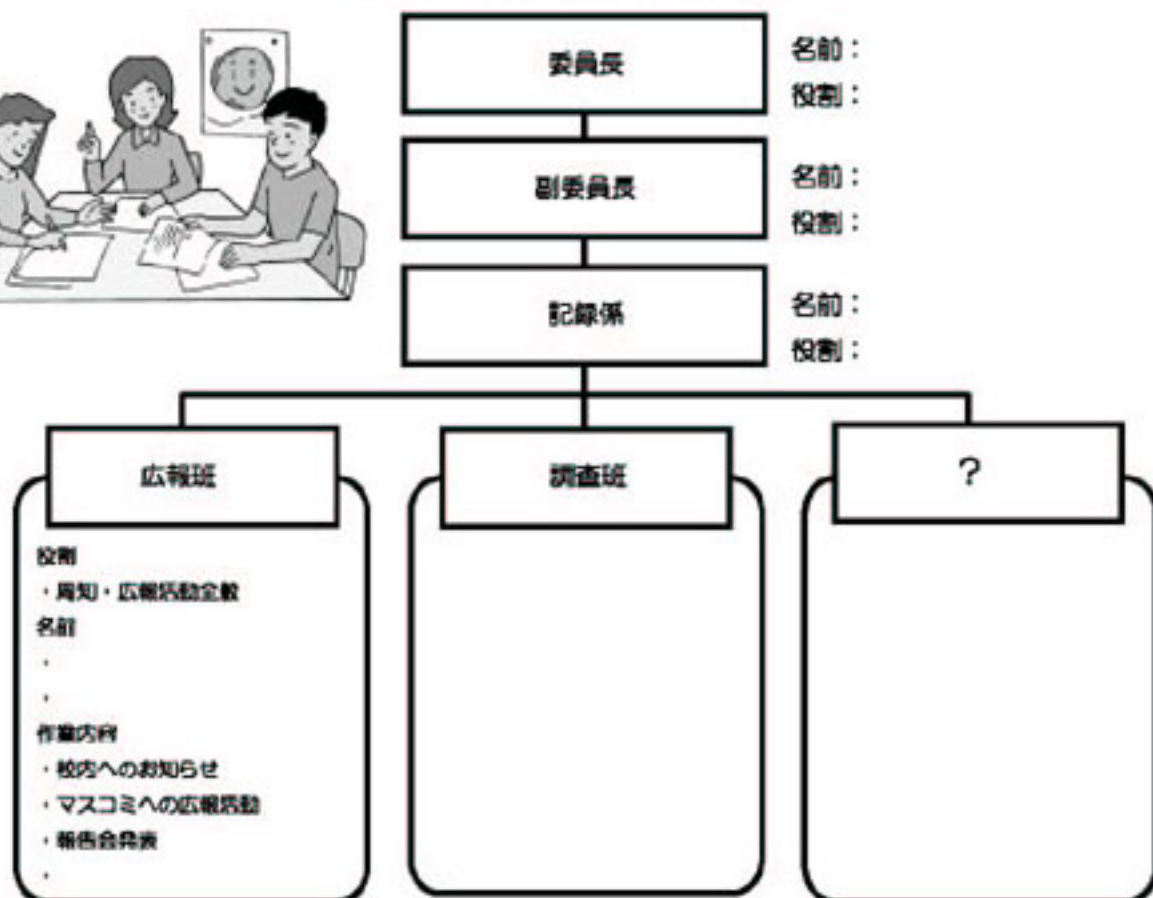 委員長
名前：
役割：
副委員長
名前：
役割：
記録係
名前：
役割：
広報班
役割
・周知・広報活動全般
名前
・
・
作業内容
・校内へのお知らせ
・マスコミへの広報活動
・報告会発表
・
調査班
？